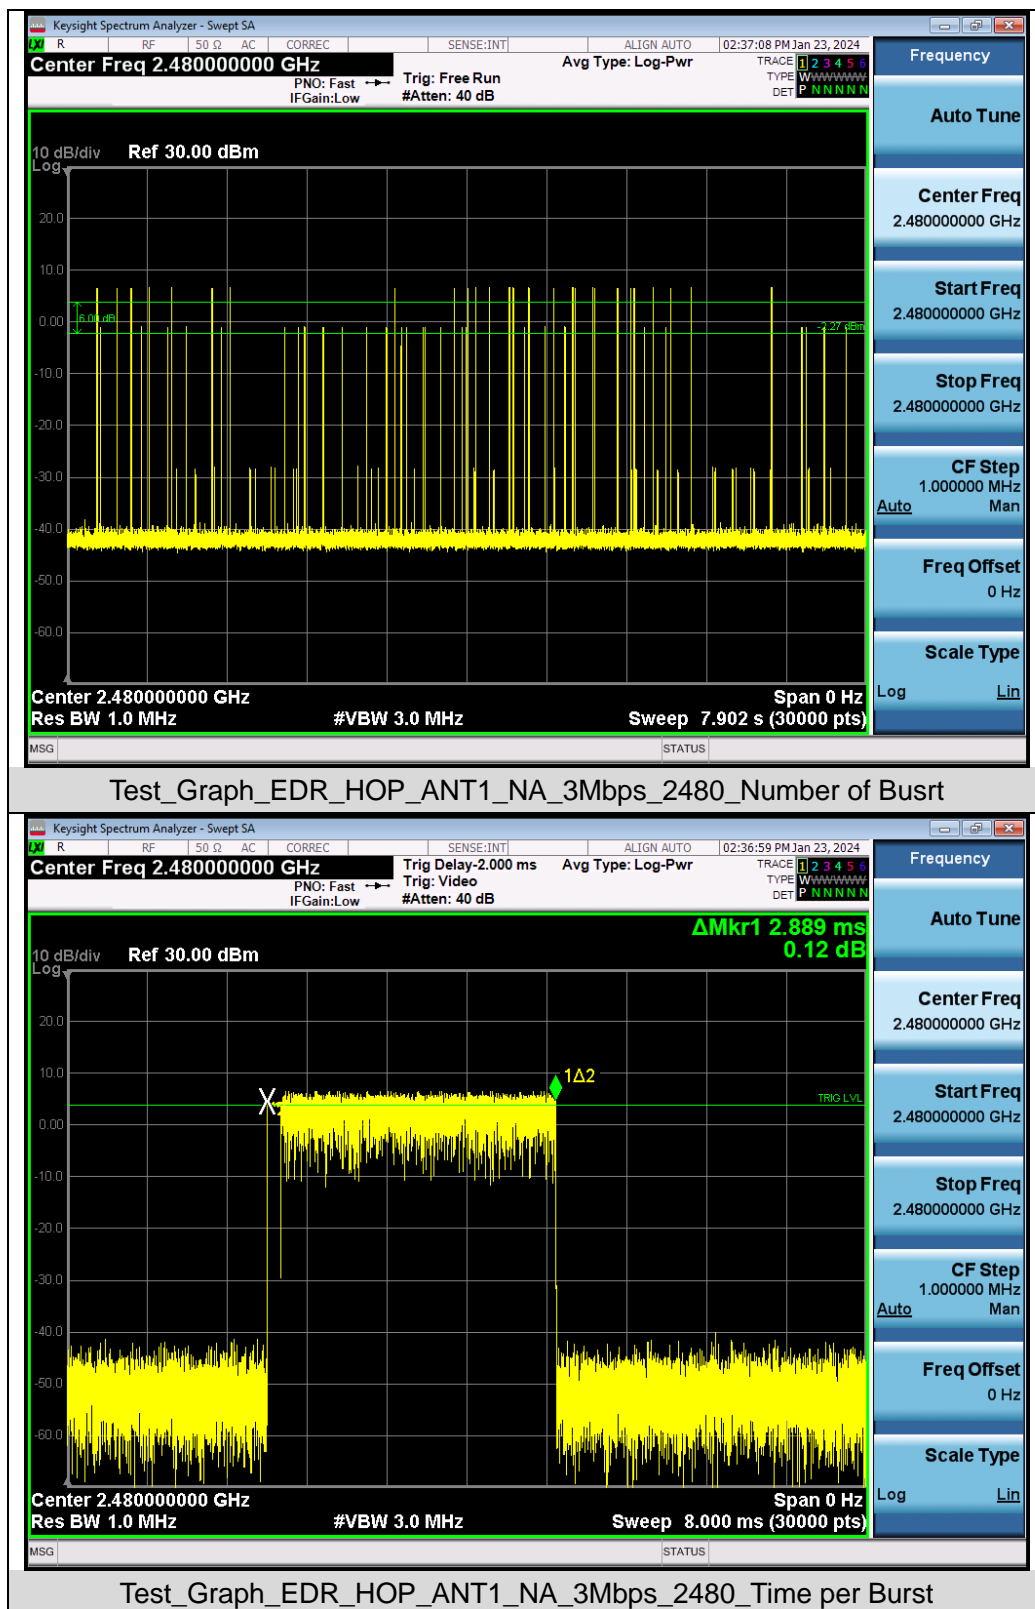 Keysight Spectrum Analyzer - Swept SA
LXI R RF 50 Ω AC CORREC SENSE:INT ALIGN AUTO 02:37:08 PM Jan 23, 2024
Center Freq 2.480000000 GHz
PNO: Fast
IFGain:Low
Trig: Free Run
#Atten: 40 dB
Avg Type: Log-Pwr
TRACE 1 2 3 4 5 6
TYPE WWWWWW
DET P N N N N N
Frequency
Auto Tune
10 dB/div Ref 30.00 dBm
Log
20.0
10.0
0.00
-10.0
-20.0
-30.0
-40.0
-50.0
-60.0
6.00 dB
-2.27 dBm
Center Freq
2.480000000 GHz
Start Freq
2.480000000 GHz
Stop Freq
2.480000000 GHz
CF Step
1.000000 MHz
Auto Man
Freq Offset
0 Hz
Scale Type
Log Lin
Center 2.480000000 GHz Span 0 Hz
Res BW 1.0 MHz #VBW 3.0 MHz Sweep 7.902 s (30000 pts)
MSG STATUS
Test_Graph_EDR_HOP_ANT1_NA_3Mbps_2480_Number of Busrt
Keysight Spectrum Analyzer - Swept SA
LXI R RF 50 Ω AC CORREC SENSE:INT ALIGN AUTO 02:36:59 PM Jan 23, 2024
Center Freq 2.480000000 GHz
PNO: Fast
IFGain:Low
Trig Delay-2.000 ms
Trig: Video
#Atten: 40 dB
Avg Type: Log-Pwr
TRACE 1 2 3 4 5 6
TYPE WWWWWW
DET P N N N N N
Frequency
Auto Tune
ΔMkr1 2.889 ms
0.12 dB
10 dB/div Ref 30.00 dBm
Log
20.0
10.0
0.00
-10.0
-20.0
-30.0
-40.0
-50.0
-60.0
1Δ2
TRIG LVL
Center Freq
2.480000000 GHz
Start Freq
2.480000000 GHz
Stop Freq
2.480000000 GHz
CF Step
1.000000 MHz
Auto Man
Freq Offset
0 Hz
Scale Type
Log Lin
Center 2.480000000 GHz Span 0 Hz
Res BW 1.0 MHz #VBW 3.0 MHz Sweep 8.000 ms (30000 pts)
MSG STATUS
Test_Graph_EDR_HOP_ANT1_NA_3Mbps_2480_Time per Burst